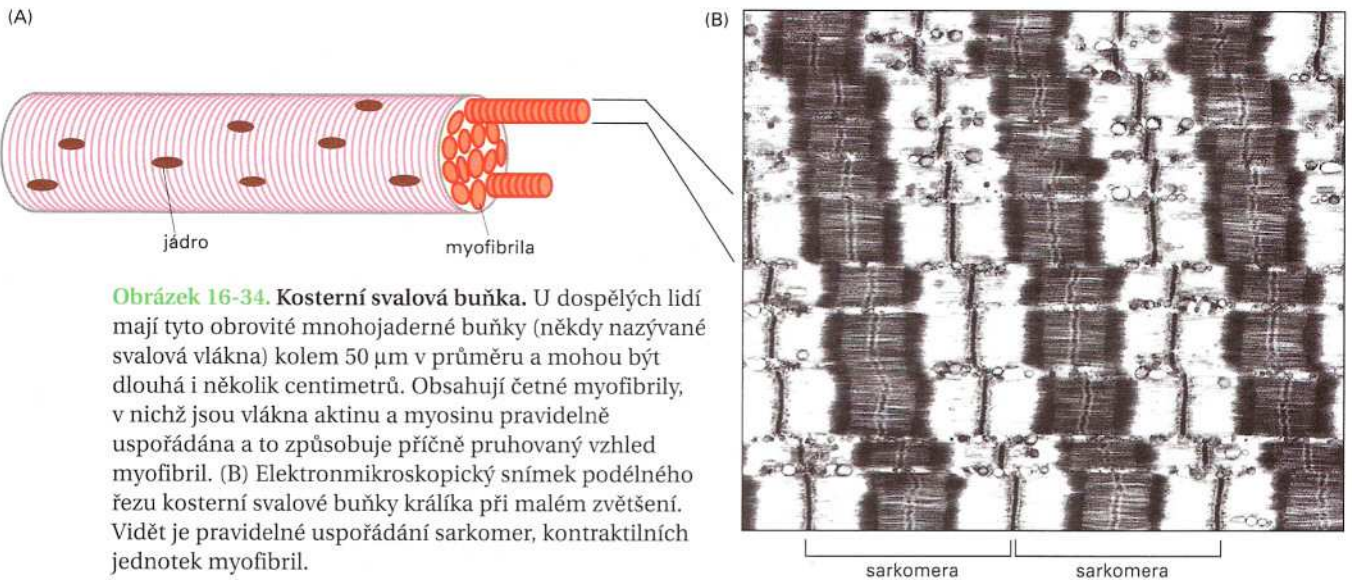 (A)
(B)
jádro
myofibrila
Obrázek 16-34. Kosterní svalová buňka. U dospělých lidí
mají tyto obrovité mnohojaderné buňky (někdy nazývané
svalová vlákna) kolem 50 µm v průměru a mohou být
dlouhá i několik centimetrů. Obsahují četné myofibrily,
v nichž jsou vlákna aktinu a myosinu pravidelně
uspořádána a to způsobuje příčně pruhovaný vzhled
myofibril. (B) Elektronmikroskopický snímek podélného
řezu kosterní svalové buňky králíka při malém zvětšení.
Vidět je pravidelné uspořádání sarkomer, kontraktilních
jednotek myofibril.
sarkomera
sarkomera